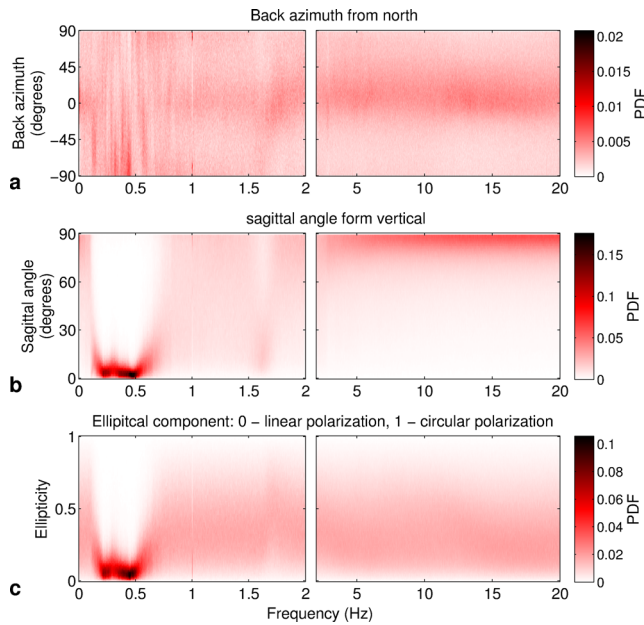 Back azimuth from north
90
45
0
−45
−90
Back azimuth
(degrees)
0 0.5 1 1.5 2
5 10 15 20
0.02
0.015
0.01
0.005
0
PDF
a
sagittal angle form vertical
90
60
30
0
Sagittal angle
(degrees)
0 0.5 1 1.5 2
5 10 15 20
0.15
0.1
0.05
0
PDF
b
Ellipitcal component: 0 − linear polarization, 1 − circular polarization
1
0.5
0
Ellipticity
0 0.5 1 1.5 2
5 10 15 20
0.1
0.08
0.06
0.04
0.02
0
PDF
c
Frequency (Hz)